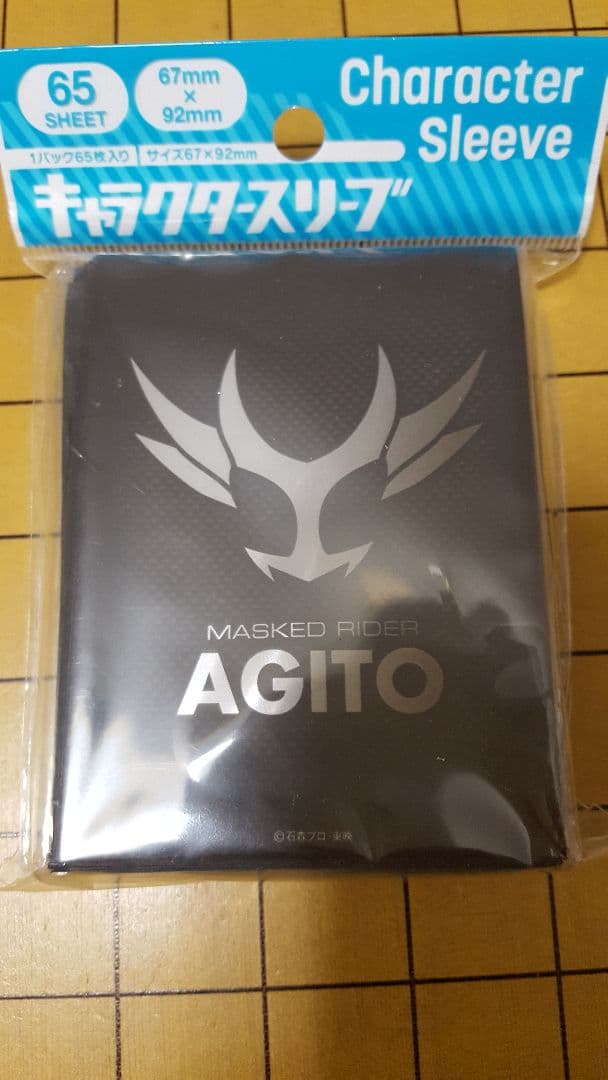 65
SHEET
67mm
×
92mm
Character
Sleeve
1パック65枚入り サイズ67×92mm
キャラクタースリーブ
MASKED RIDER
AGITO
©石森プロ・東映